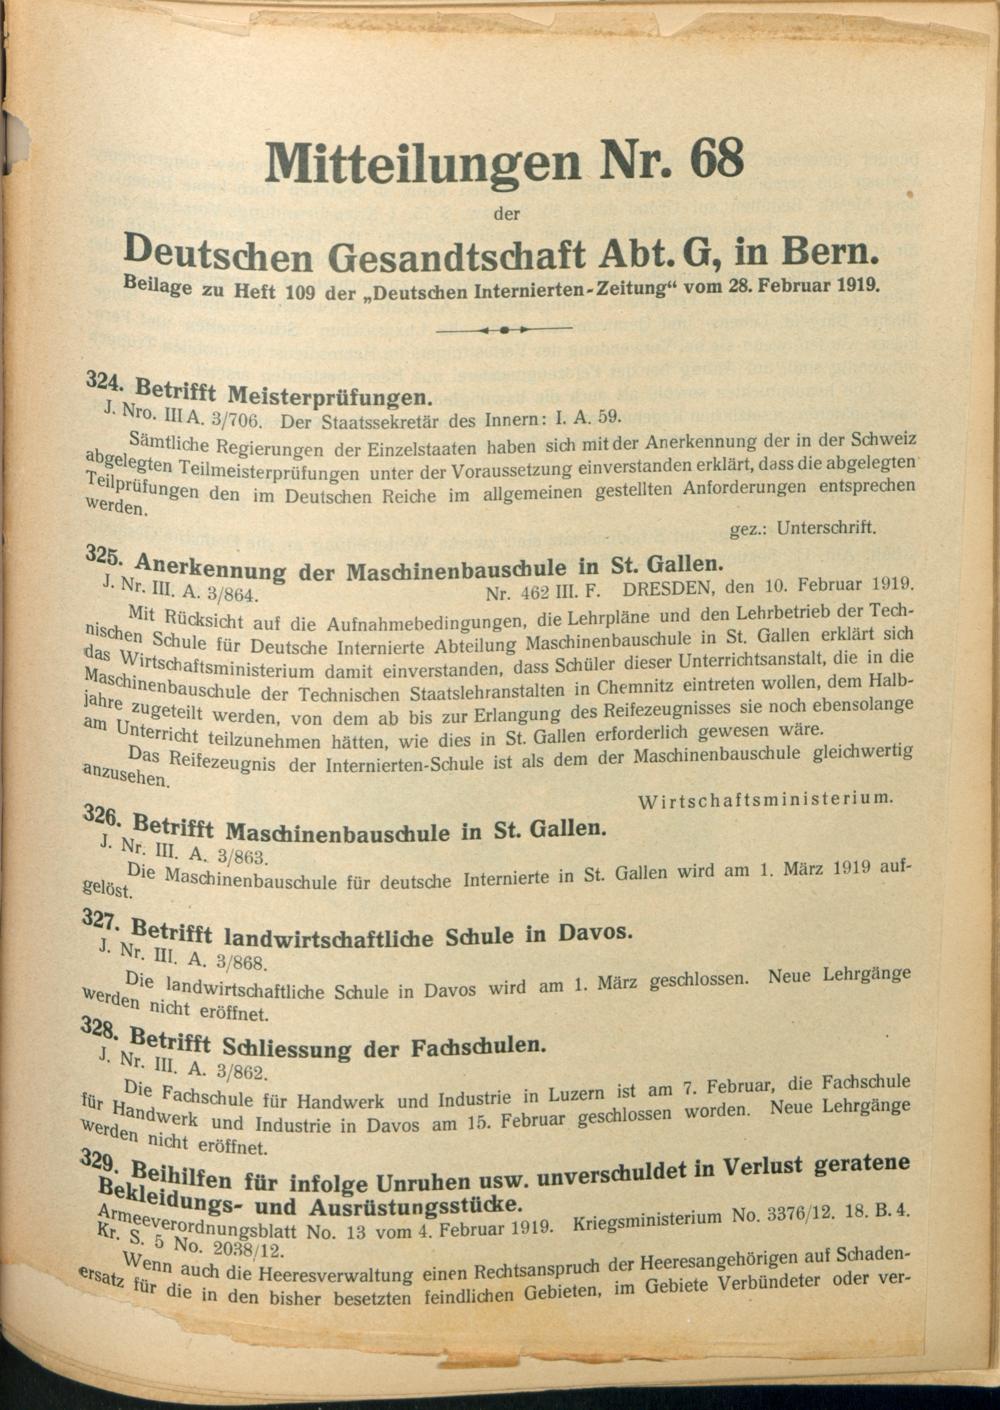 Mitteilungen Nr. 68
der
Deutschen Gesandtschaft Abt. G, in Bern.
Beilage zu Heft 109 der „Deutschen Internierten-Zeitung“ vom 28. Februar 1919.
324. Betrifft Meisterprüfungen.
J. Nro. III A. 3/706. Der Staatssekretär des Innern: I. A. 59.
Sämtliche Regierungen der Einzelstaaten haben sich mit der Anerkennung der in der Schweiz
abgelegten Teilmeisterprüfungen unter der Voraussetzung einverstanden erklärt, dass die abgelegten
Teilprüfungen den im Deutschen Reiche im allgemeinen gestellten Anforderungen entsprechen
werden.
gez.: Unterschrift.
325. Anerkennung der Maschinenbauschule in St. Gallen.
J. Nr. III. A. 3/864. Nr. 462 III. F. DRESDEN, den 10. Februar 1919.
Mit Rücksicht auf die Aufnahmebedingungen, die Lehrpläne und den Lehrbetrieb der Tech-
nischen Schule für Deutsche Internierte Abteilung Maschinenbauschule in St. Gallen erklärt sich
das Wirtschaftsministerium damit einverstanden, dass Schüler dieser Unterrichtsanstalt, die in die
Maschinenbauschule der Technischen Staatslehranstalten in Chemnitz eintreten wollen, dem Halb-
jahre zugeteilt werden, von dem ab bis zur Erlangung des Reifezeugnisses sie noch ebensolange
am Unterricht teilzunehmen hätten, wie dies in St. Gallen erforderlich gewesen wäre.
Das Reifezeugnis der Internierten-Schule ist als dem der Maschinenbauschule gleichwertig
anzusehen.
Wirtschaftsministerium.
326. Betrifft Maschinenbauschule in St. Gallen.
J. Nr. III. A. 3/863.
Die Maschinenbauschule für deutsche Internierte in St. Gallen wird am 1. März 1919 auf-
gelöst.
327. Betrifft landwirtschaftliche Schule in Davos.
J. Nr. III. A. 3/868.
Die landwirtschaftliche Schule in Davos wird am 1. März geschlossen. Neue Lehrgänge
werden nicht eröffnet.
328. Betrifft Schliessung der Fachschulen.
J. Nr. III. A. 3/862.
Die Fachschule für Handwerk und Industrie in Luzern ist am 7. Februar, die Fachschule
für Handwerk und Industrie in Davos am 15. Februar geschlossen worden. Neue Lehrgänge
werden nicht eröffnet.
329. Beihilfen für infolge Unruhen usw. unverschuldet in Verlust geratene
Bekleidungs- und Ausrüstungsstücke.
Armeeverordnungsblatt No. 13 vom 4. Februar 1919. Kriegsministerium No. 3376/12. 18. B. 4.
Kr. S. 5 No. 2038/12.
Wenn auch die Heeresverwaltung einen Rechtsanspruch der Heeresangehörigen auf Schaden-
ersatz für die in den bisher besetzten feindlichen Gebieten, im Gebiete Verbündeter oder ver-